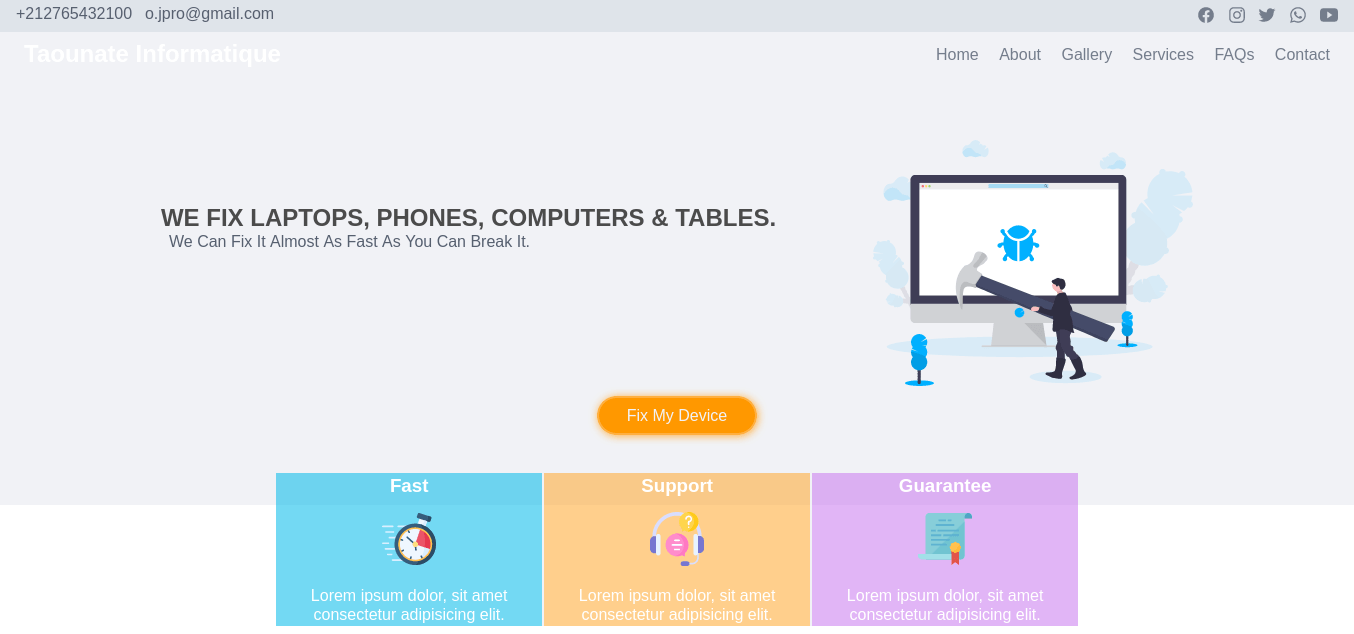 +212765432100 o.jpro@gmail.com
Taounate Informatique
Home About Gallery Services FAQs Contact
WE FIX LAPTOPS, PHONES, COMPUTERS & TABLES.
We Can Fix It Almost As Fast As You Can Break It.
Fix My Device
Fast
Lorem ipsum dolor, sit amet
consectetur adipisicing elit.
Support
Lorem ipsum dolor, sit amet
consectetur adipisicing elit.
Guarantee
Lorem ipsum dolor, sit amet
consectetur adipisicing elit.